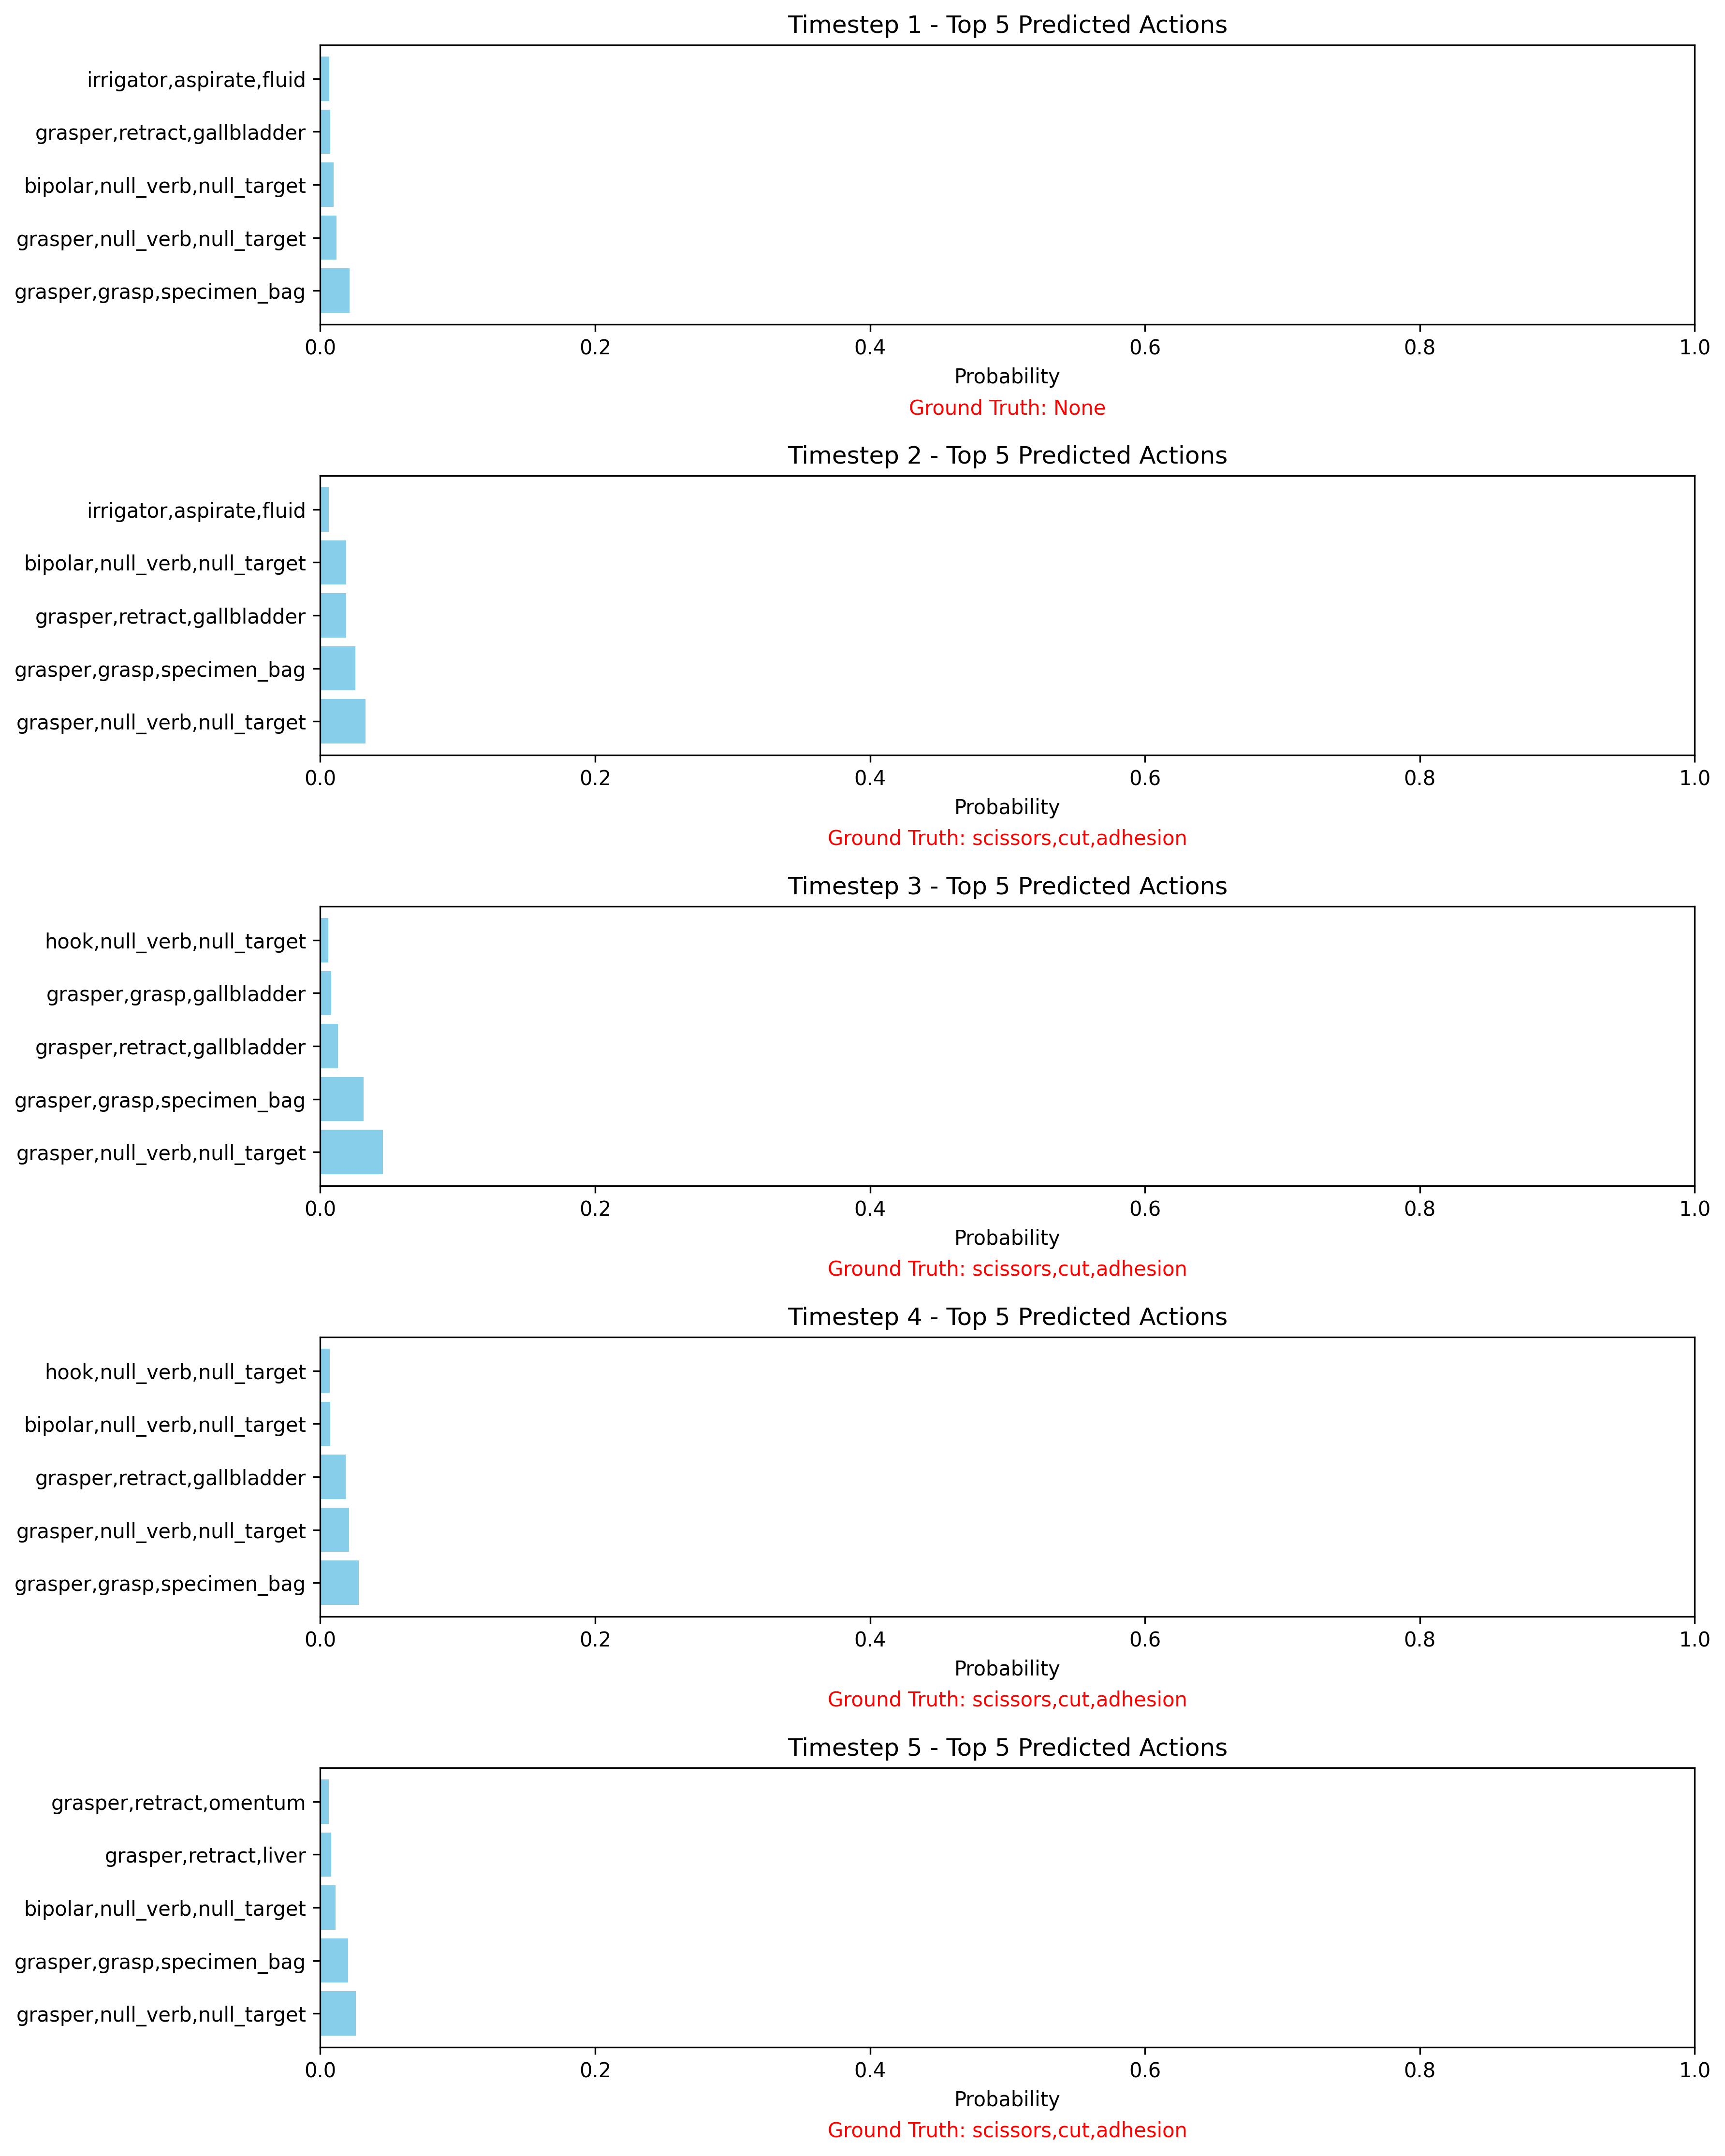 Timestep 1 - Top 5 Predicted Actions
irrigator,aspirate,fluid
grasper,retract,gallbladder
bipolar,null_verb,null_target
grasper,null_verb,null_target
grasper,grasp,specimen_bag
0.0 0.2 0.4 0.6 0.8 1.0
Probability
Ground Truth: None
Timestep 2 - Top 5 Predicted Actions
irrigator,aspirate,fluid
bipolar,null_verb,null_target
grasper,retract,gallbladder
grasper,grasp,specimen_bag
grasper,null_verb,null_target
0.0 0.2 0.4 0.6 0.8 1.0
Probability
Ground Truth: scissors,cut,adhesion
Timestep 3 - Top 5 Predicted Actions
hook,null_verb,null_target
grasper,grasp,gallbladder
grasper,retract,gallbladder
grasper,grasp,specimen_bag
grasper,null_verb,null_target
0.0 0.2 0.4 0.6 0.8 1.0
Probability
Ground Truth: scissors,cut,adhesion
Timestep 4 - Top 5 Predicted Actions
hook,null_verb,null_target
bipolar,null_verb,null_target
grasper,retract,gallbladder
grasper,null_verb,null_target
grasper,grasp,specimen_bag
0.0 0.2 0.4 0.6 0.8 1.0
Probability
Ground Truth: scissors,cut,adhesion
Timestep 5 - Top 5 Predicted Actions
grasper,retract,omentum
grasper,retract,liver
bipolar,null_verb,null_target
grasper,grasp,specimen_bag
grasper,null_verb,null_target
0.0 0.2 0.4 0.6 0.8 1.0
Probability
Ground Truth: scissors,cut,adhesion